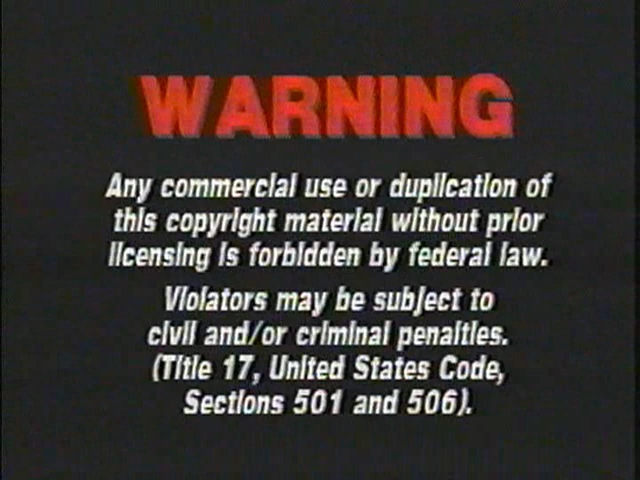 WARNING
Any commercial use or duplication of
this copyright material without prior
licensing is forbidden by federal law.
Violators may be subject to
civil and/or criminal penalties.
(Title 17, United States Code,
Sections 501 and 506).